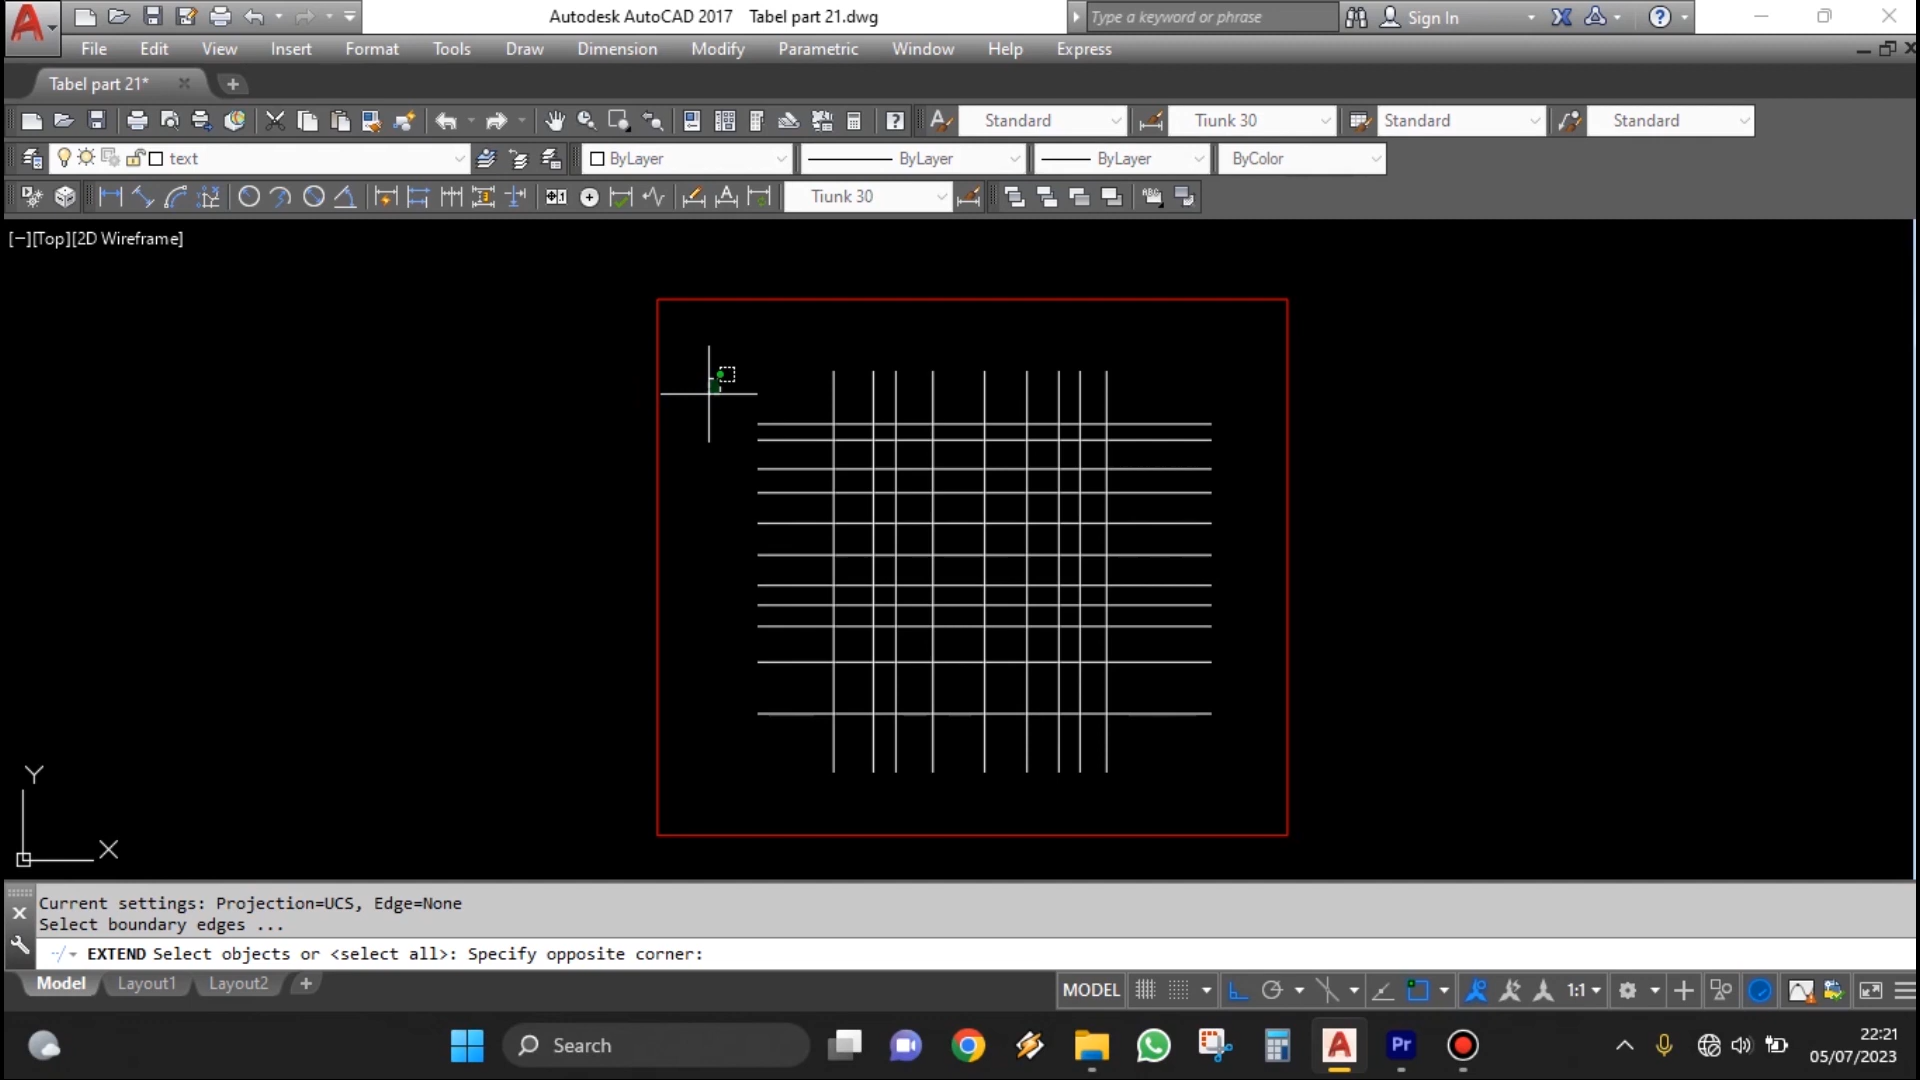 Autodesk AutoCAD 2017 Tabel part 21.dwg
Type a keyword or phrase
Sign In
File Edit View Insert Format Tools Draw Dimension Modify Parametric Window Help Express
Tabel part 21*
Standard Tiunk 30 Standard Standard
text ByLayer ByLayer ByLayer ByColor
Tiunk 30
[−][Top][2D Wireframe]
Y
X
Current settings: Projection=UCS, Edge=None
Select boundary edges ...
EXTEND Select objects or <select all>: Specify opposite corner:
Model Layout1 Layout2 +
MODEL 1:1
Search
Pr
22:21
05/07/2023